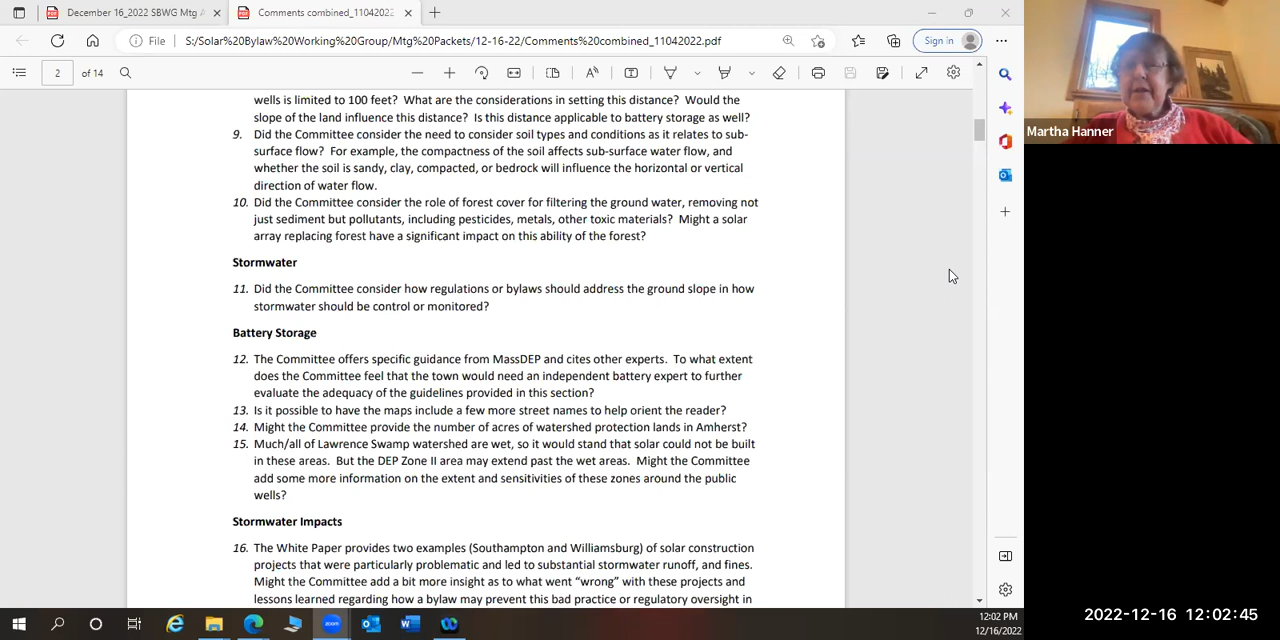 December 16_2022 SBWG Mtg A
Comments combined_11042022
File
S:/Solar%20Bylaw%20Working%20Group/Mtg%20Packets/12-16-22/Comments%20combined_11042022.pdf
Sign in
2 of 14
wells is limited to 100 feet? What are the considerations in setting this distance? Would the
slope of the land influence this distance? Is this distance applicable to battery storage as well?
9. Did the Committee consider the need to consider soil types and conditions as it relates to sub-
surface flow? For example, the compactness of the soil affects sub-surface water flow, and
whether the soil is sandy, clay, compacted, or bedrock will influence the horizontal or vertical
direction of water flow.
10. Did the Committee consider the role of forest cover for filtering the ground water, removing not
just sediment but pollutants, including pesticides, metals, other toxic materials? Might a solar
array replacing forest have a significant impact on this ability of the forest?
Stormwater
11. Did the Committee consider how regulations or bylaws should address the ground slope in how
stormwater should be control or monitored?
Battery Storage
12. The Committee offers specific guidance from MassDEP and cites other experts. To what extent
does the Committee feel that the town would need an independent battery expert to further
evaluate the adequacy of the guidelines provided in this section?
13. Is it possible to have the maps include a few more street names to help orient the reader?
14. Might the Committee provide the number of acres of watershed protection lands in Amherst?
15. Much/all of Lawrence Swamp watershed are wet, so it would stand that solar could not be built
in these areas. But the DEP Zone II area may extend past the wet areas. Might the Committee
add some more information on the extent and sensitivities of these zones around the public
wells?
Stormwater Impacts
16. The White Paper provides two examples (Southampton and Williamsburg) of solar construction
projects that were particularly problematic and led to substantial stormwater runoff, and fines.
Might the Committee add a bit more insight as to what went "wrong" with these projects and
lessons learned regarding how a bylaw may prevent this bad practice or regulatory oversight in
Martha Hanner
12:02 PM
12/16/2022
2022-12-16 12:02:45